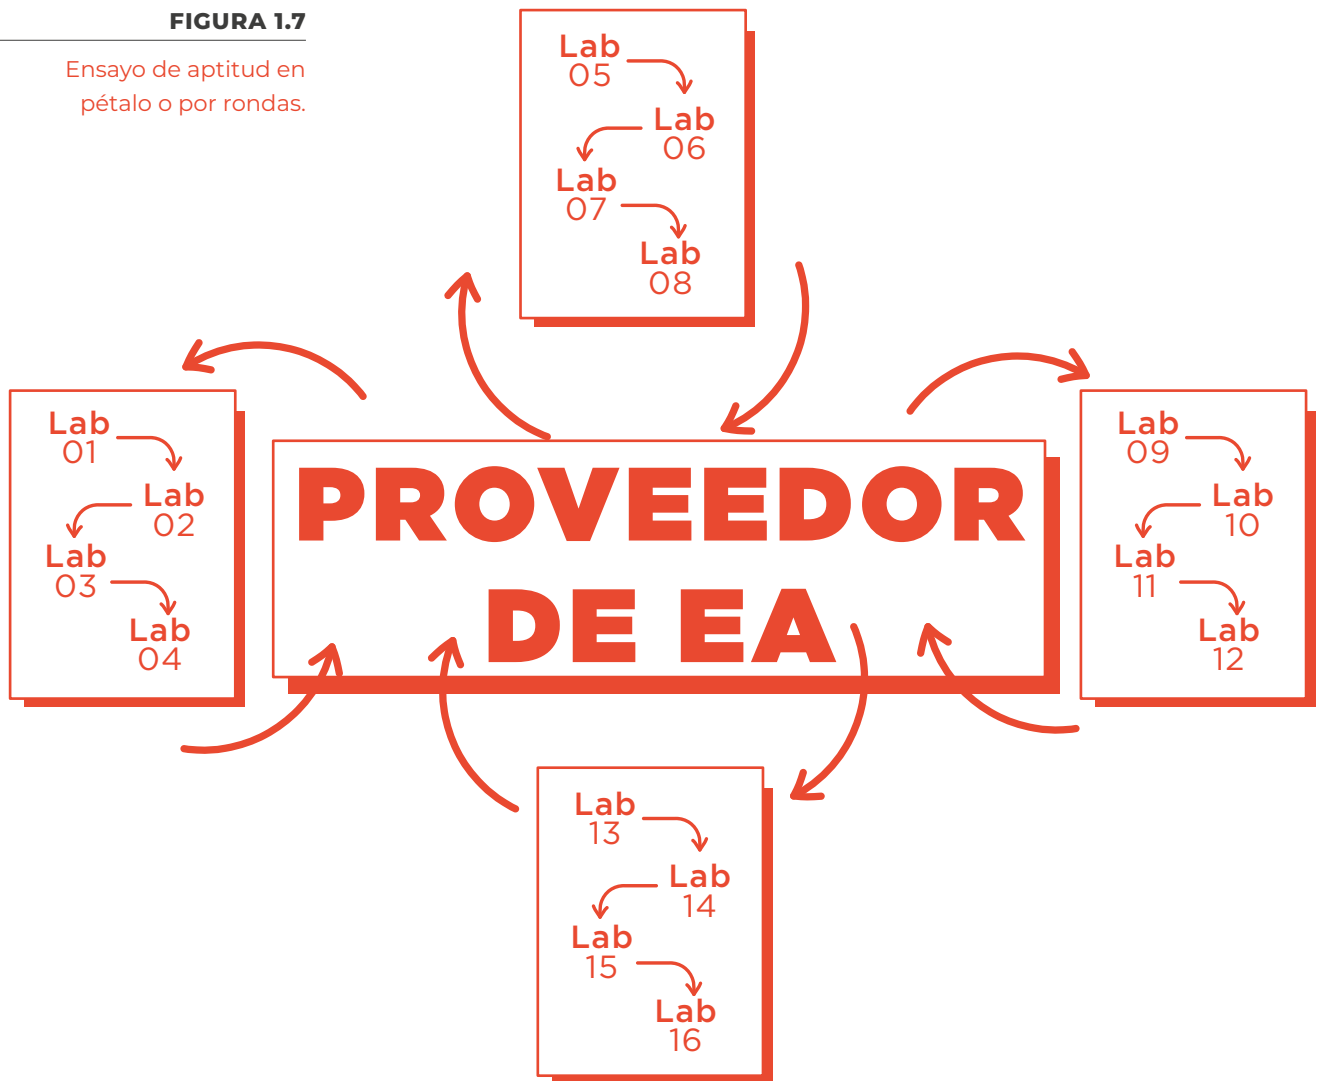 FIGURA 1.7
Ensayo de aptitud en
pétalo o por rondas.
Lab
05
Lab
06
Lab
07
Lab
08
Lab
01
Lab
02
Lab
03
Lab
04
PROVEEDOR
DE EA
Lab
09
Lab
10
Lab
11
Lab
12
Lab
13
Lab
14
Lab
15
Lab
16